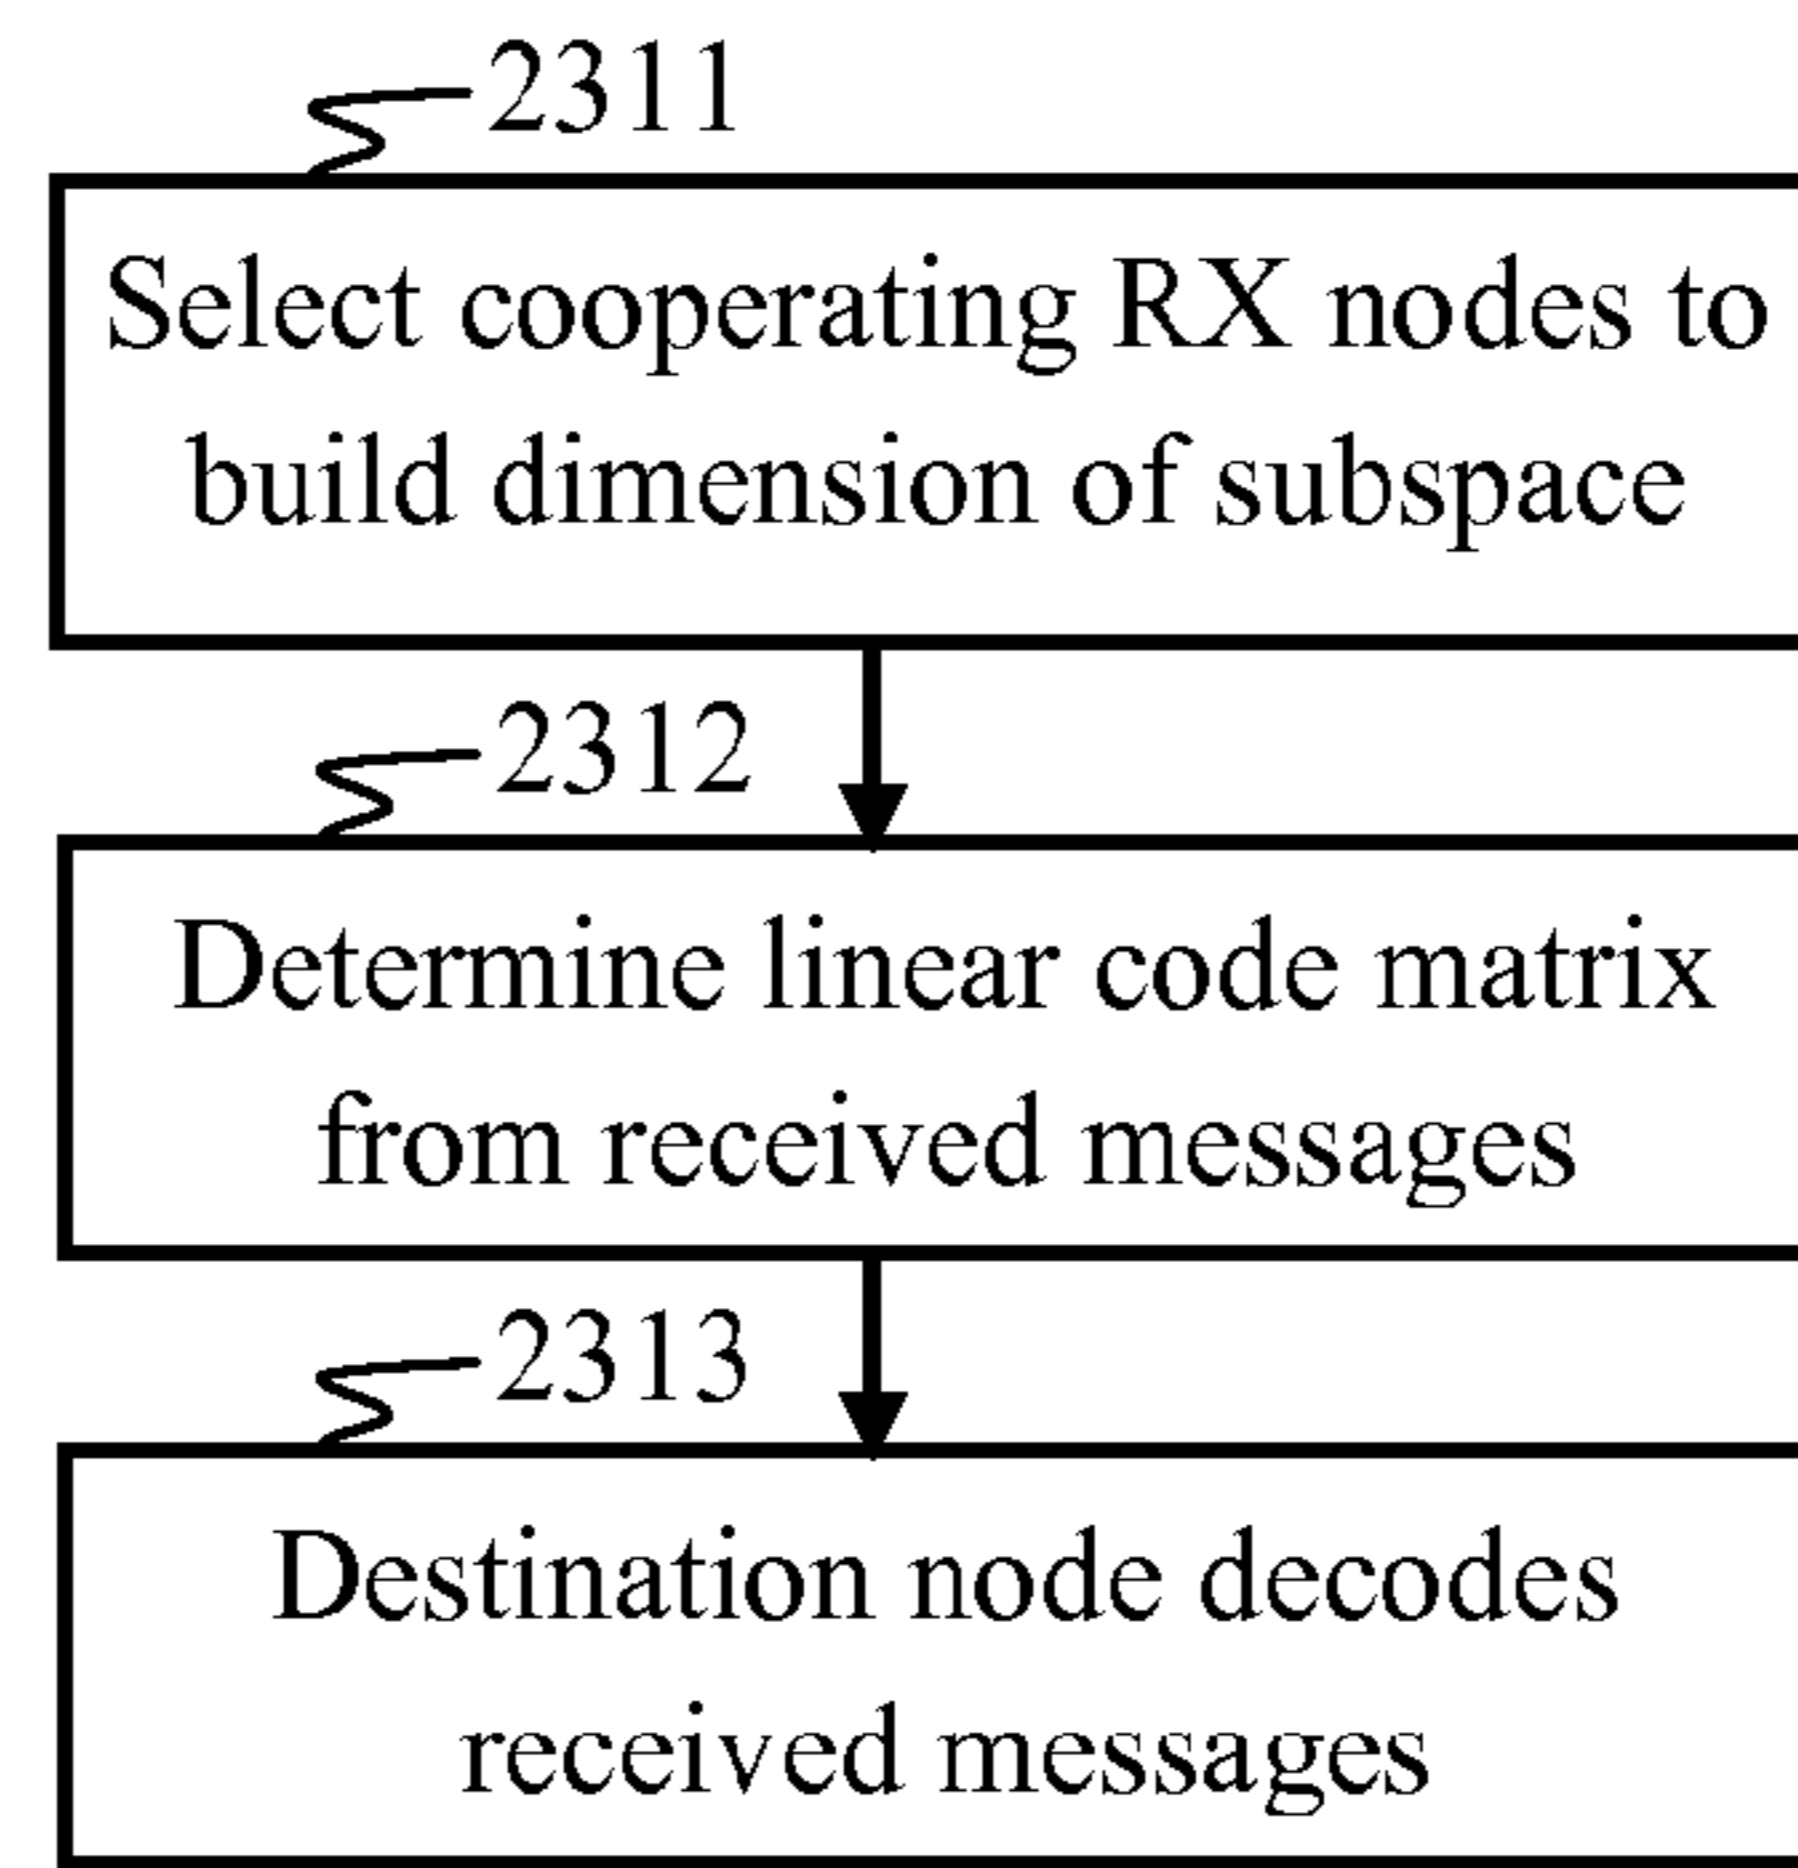 2311
Select cooperating RX nodes to
build dimension of subspace
2312
Determine linear code matrix
from received messages
2313
Destination node decodes
received messages